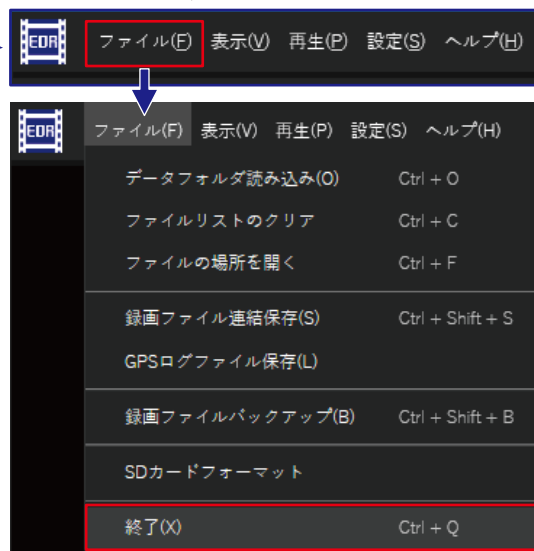 EDR ファイル(F) 表示(V) 再生(P) 設定(S) ヘルプ(H)
EDR ファイル(F) 表示(V) 再生(P) 設定(S) ヘルプ(H)
データフォルダ読み込み(O) Ctrl + O
ファイルリストのクリア Ctrl + C
ファイルの場所を開く Ctrl + F
録画ファイル連結保存(S) Ctrl + Shift + S
GPSログファイル保存(L)
録画ファイルバックアップ(B) Ctrl + Shift + B
SDカードフォーマット
終了(X) Ctrl + Q